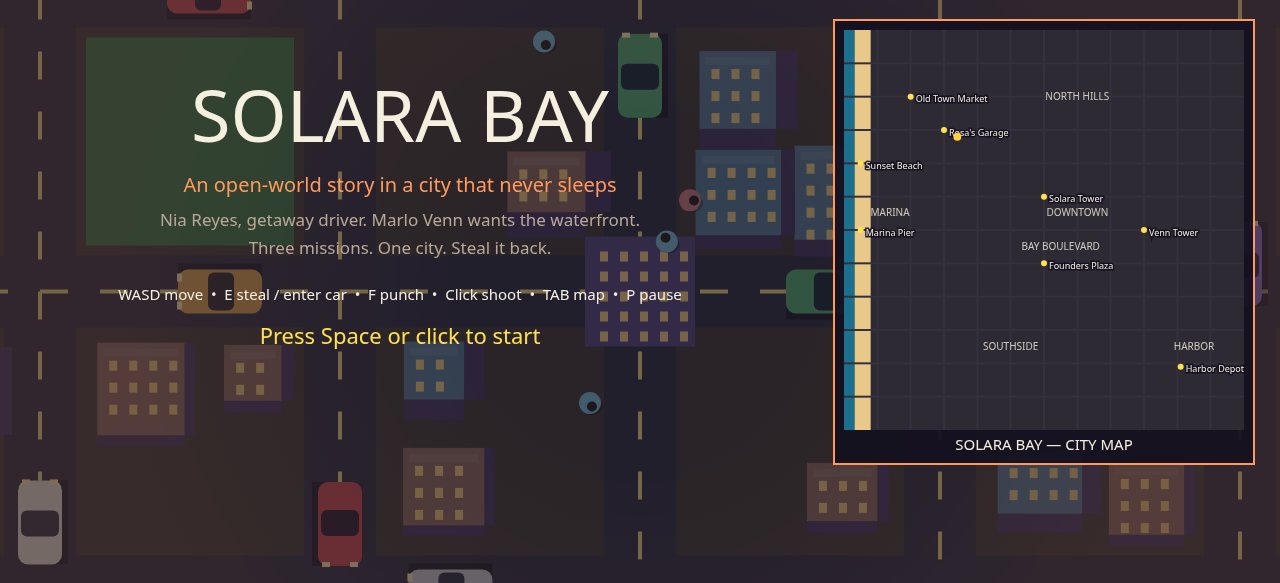 SOLARA BAY
An open-world story in a city that never sleeps
Nia Reyes, getaway driver. Marlo Venn wants the waterfront.
Three missions. One city. Steal it back.
WASD move • E steal / enter car • F punch • Click shoot • TAB map • P pause
Press Space or click to start
Old Town Market
NORTH HILLS
Rosa's Garage
Sunset Beach
Solara Tower
MARINA
DOWNTOWN
Marina Pier
Venn Tower
BAY BOULEVARD
Founders Plaza
SOUTHSIDE
HARBOR
Harbor Depot
SOLARA BAY — CITY MAP